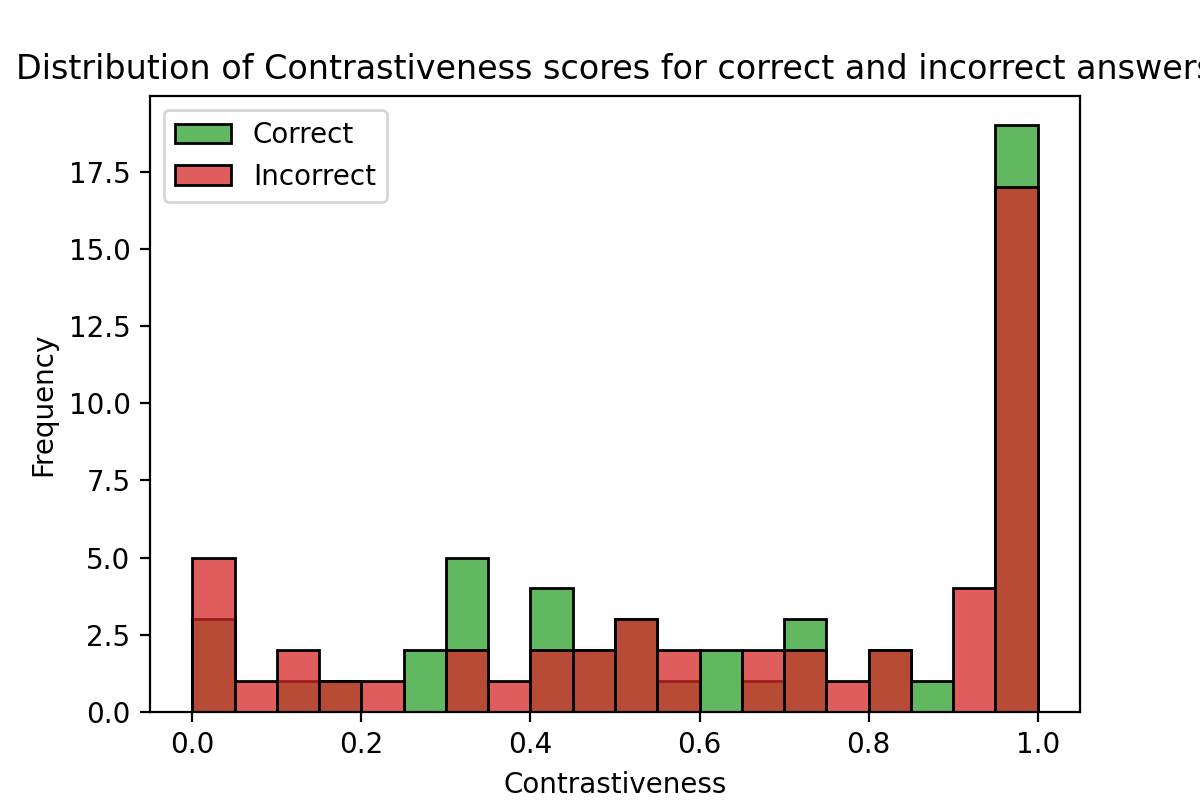 Distribution of Contrastiveness scores for correct and incorrect answers
Correct
Incorrect
17.5
15.0
12.5
10.0
7.5
5.0
2.5
0.0
Frequency
0.0 0.2 0.4 0.6 0.8 1.0
Contrastiveness